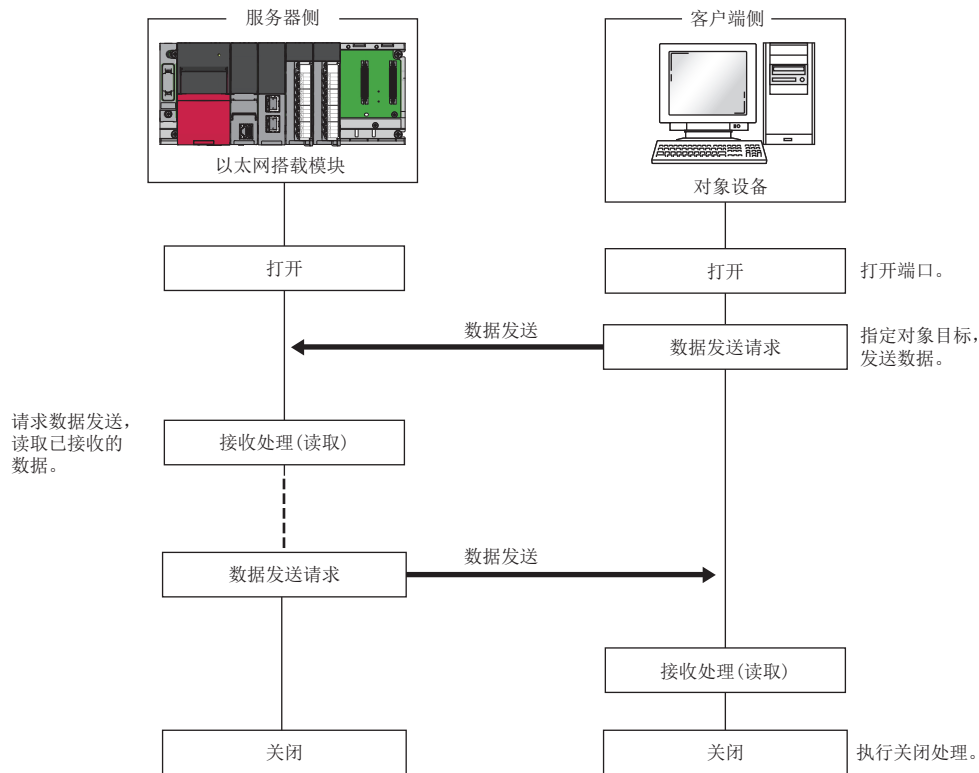 服务器侧
客户端侧
以太网搭载模块
对象设备
打开
打开
打开端口。
数据发送
数据发送请求
指定对象目标，
发送数据。
请求数据发送，
读取已接收的
数据。
接收处理(读取)
数据发送请求
数据发送
接收处理(读取)
关闭
关闭
执行关闭处理。